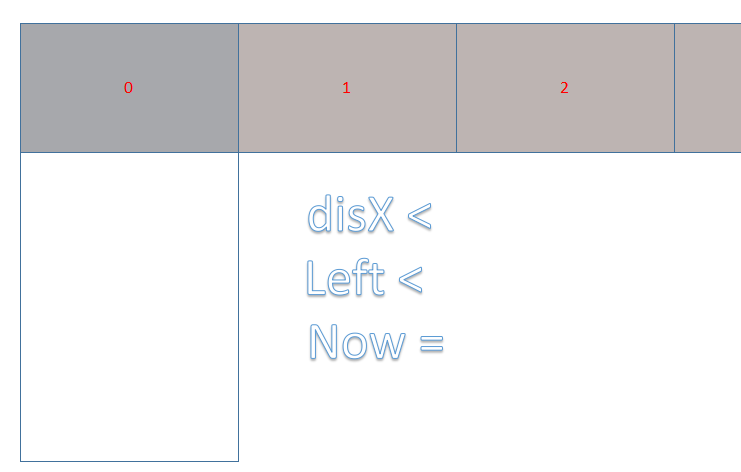 0 1 2
disX <
Left <
Now =